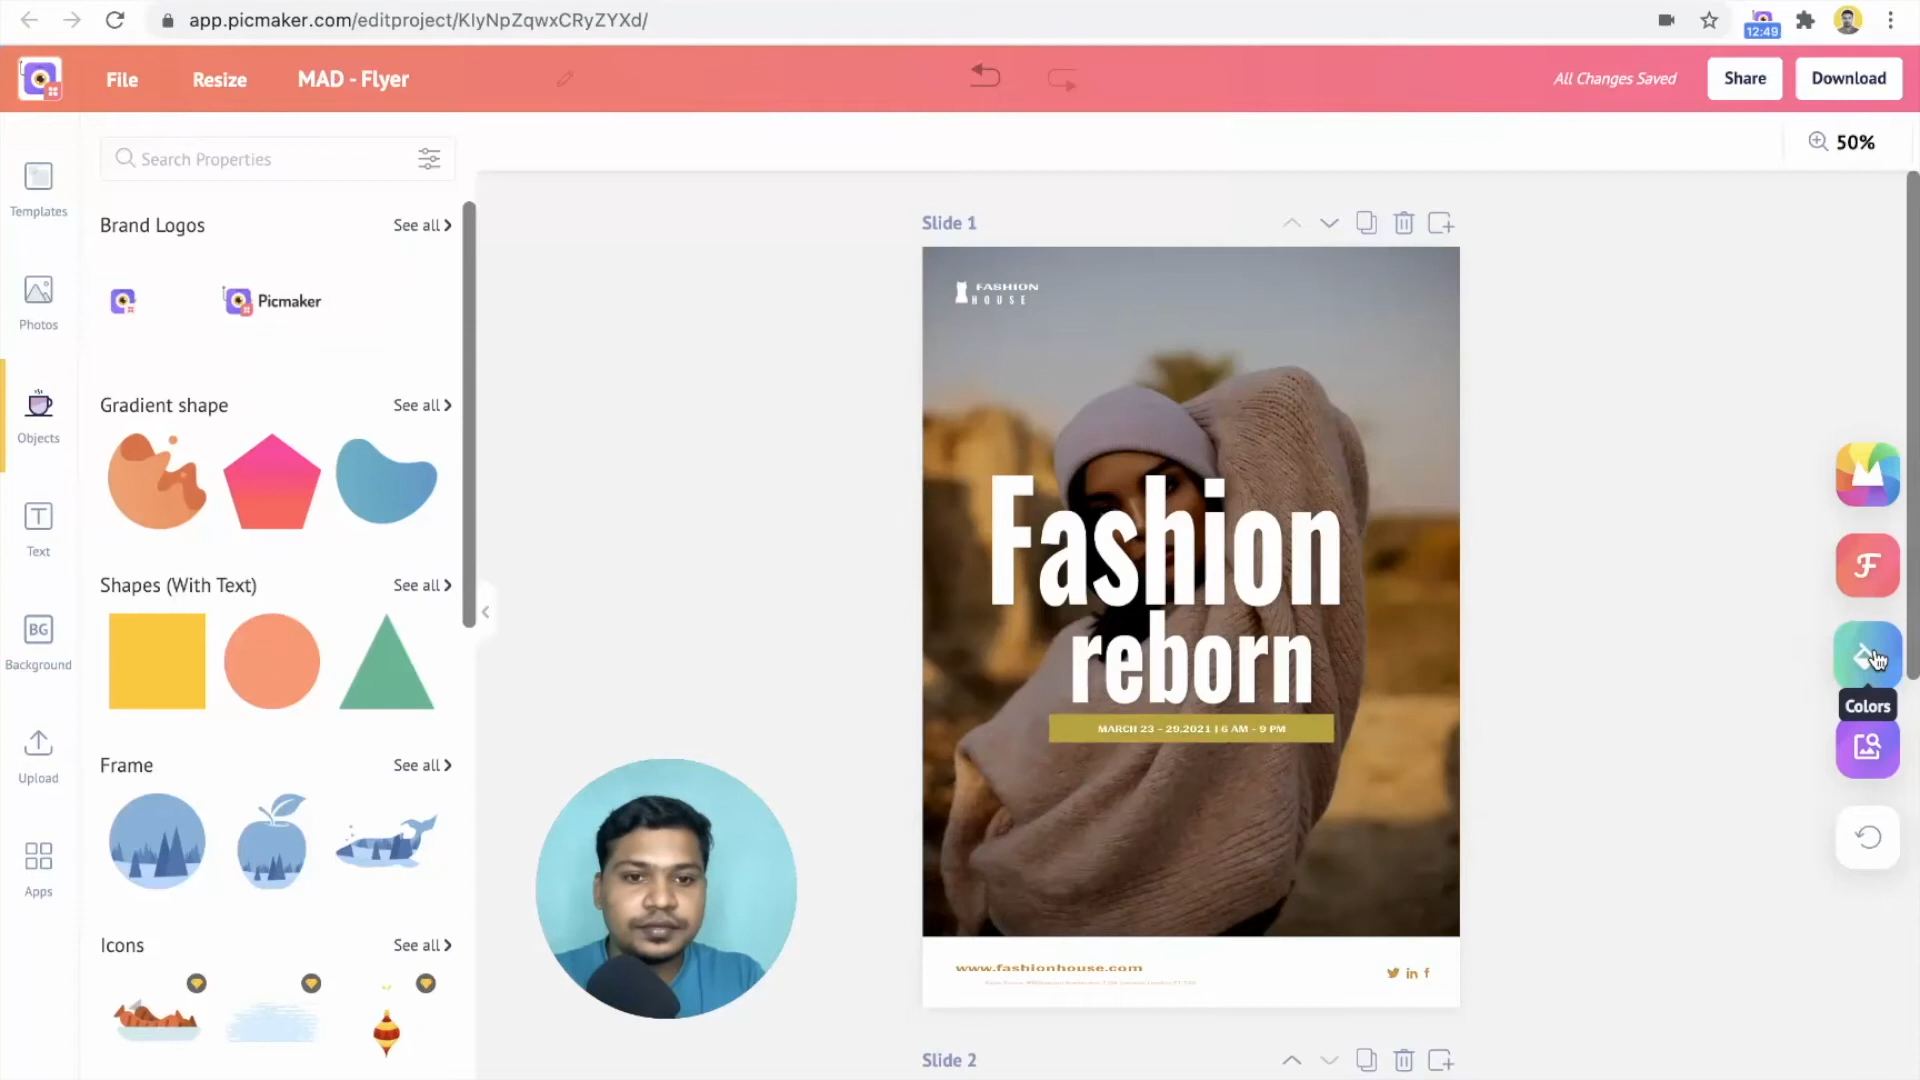 app.picmaker.com/editproject/KIyNpZqwxCRyZYXd/
12:49
File
Resize
MAD - Flyer
All Changes Saved
Share
Download
Templates
Photos
Objects
Text
BG
Background
Upload
Apps
Search Properties
Brand Logos
See all
Picmaker
Gradient shape
See all
Shapes (With Text)
See all
Frame
See all
Icons
See all
50%
Slide 1
FASHION
HOUSE
Fashion
reborn
MARCH 23 - 29.2021 | 6 AM - 9 PM
www.fashionhouse.com
Colors
Slide 2